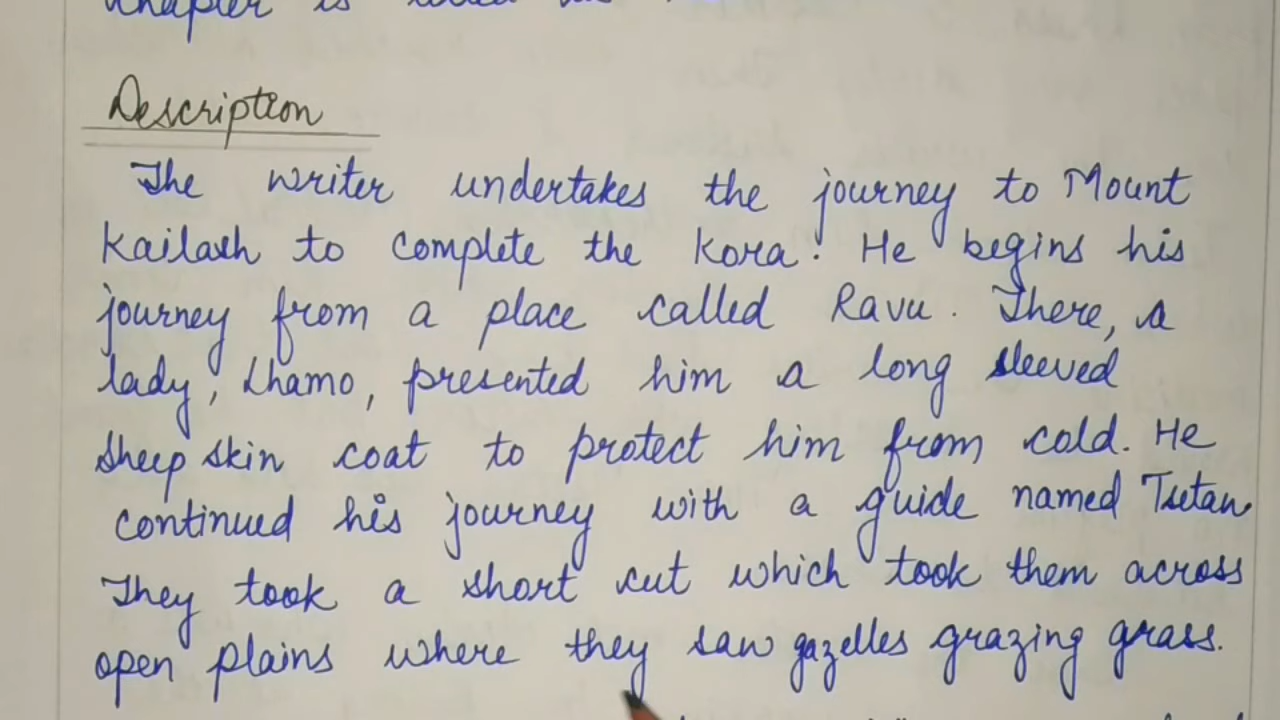 chapter is
Description
The writer undertakes the journey to Mount
Kailash to complete the Kora. He begins his
journey from a place called Ravu. There, a
lady, Lhamo, presented him a long sleeved
sheep skin coat to protect him from cold. He
continued his journey with a guide named Tsetan
They took a short cut which took them across
open plains where they saw gazelles grazing grass.